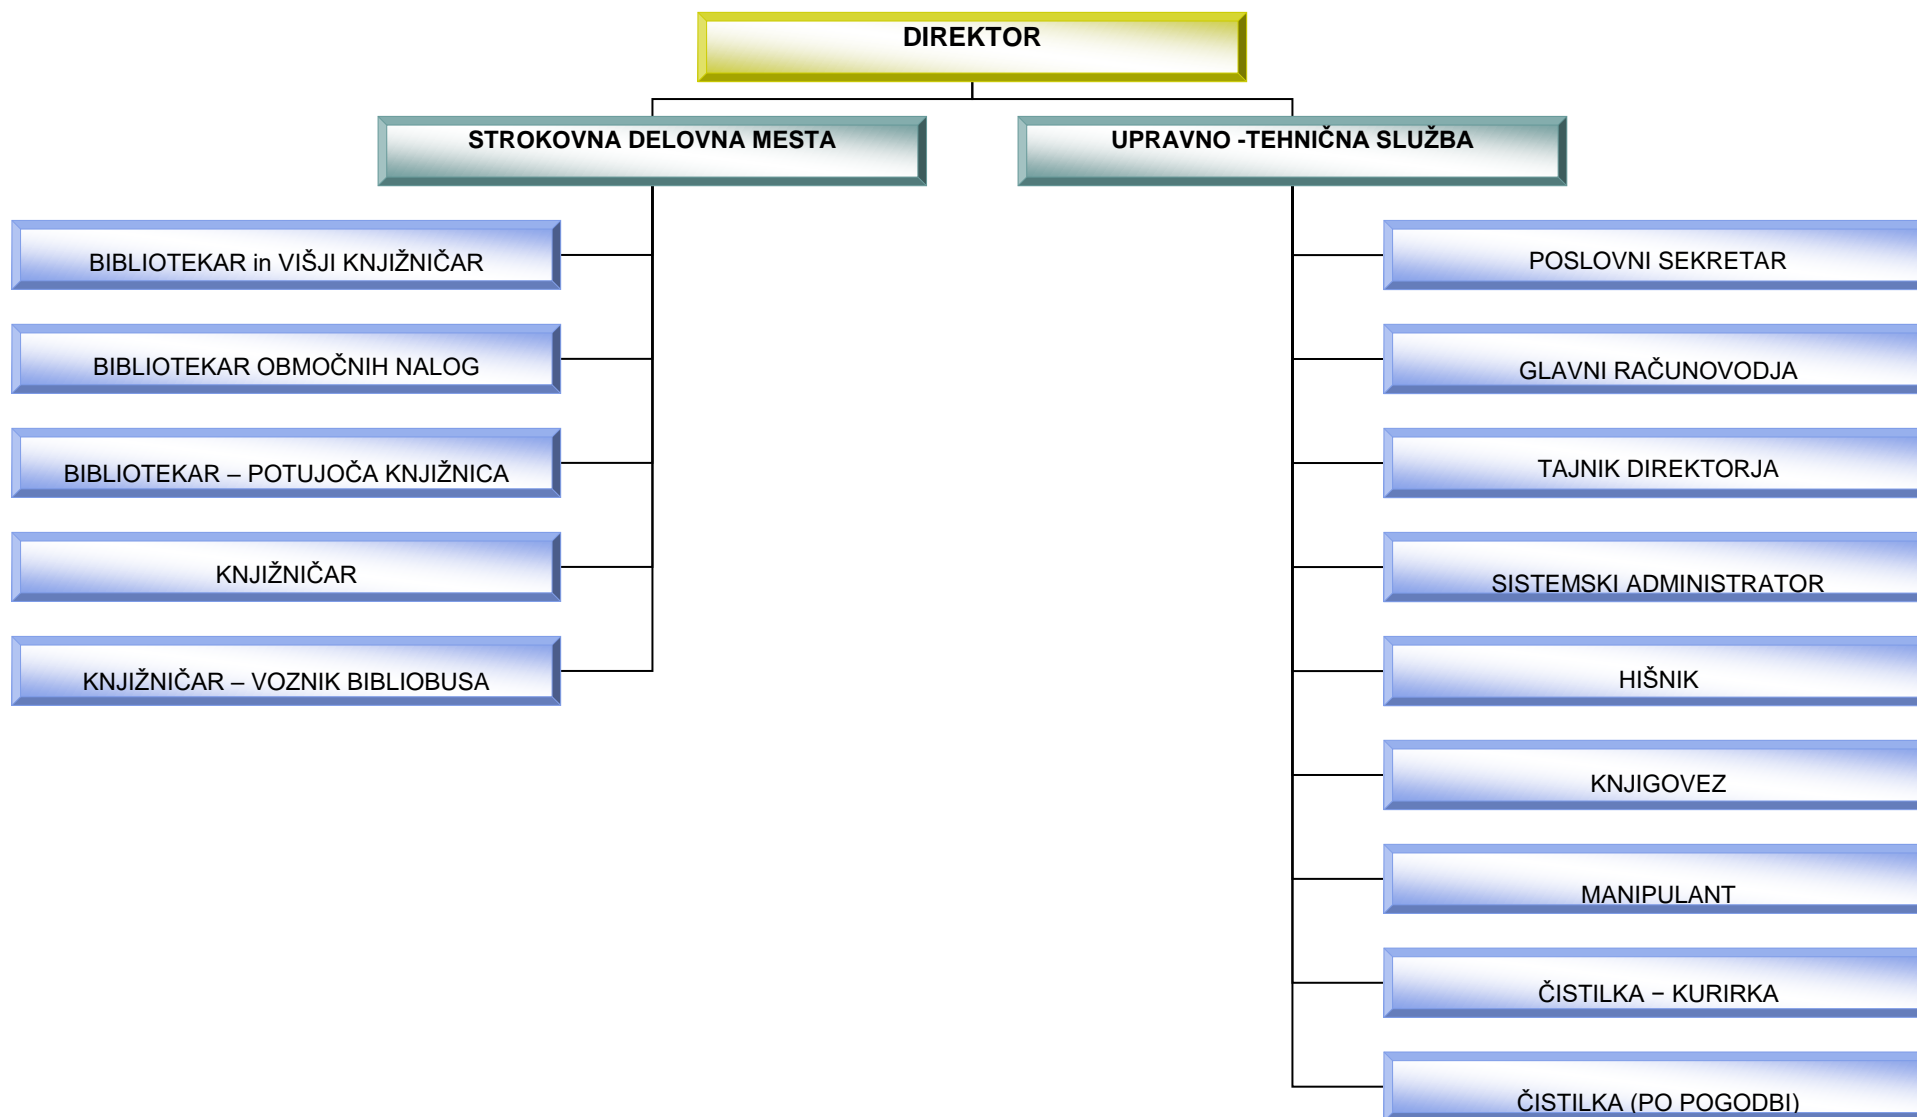 DIREKTOR
STROKOVNA DELOVNA MESTA
UPRAVNO -TEHNIČNA SLUŽBA
BIBLIOTEKAR in VIŠJI KNJIŽNIČAR
BIBLIOTEKAR OBMOČNIH NALOG
BIBLIOTEKAR – POTUJOČA KNJIŽNICA
KNJIŽNIČAR
KNJIŽNIČAR – VOZNIK BIBLIOBUSA
POSLOVNI SEKRETAR
GLAVNI RAČUNOVODJA
TAJNIK DIREKTORJA
SISTEMSKI ADMINISTRATOR
HIŠNIK
KNJIGOVEZ
MANIPULANT
ČISTILKA − KURIRKA
ČISTILKA (PO POGODBI)